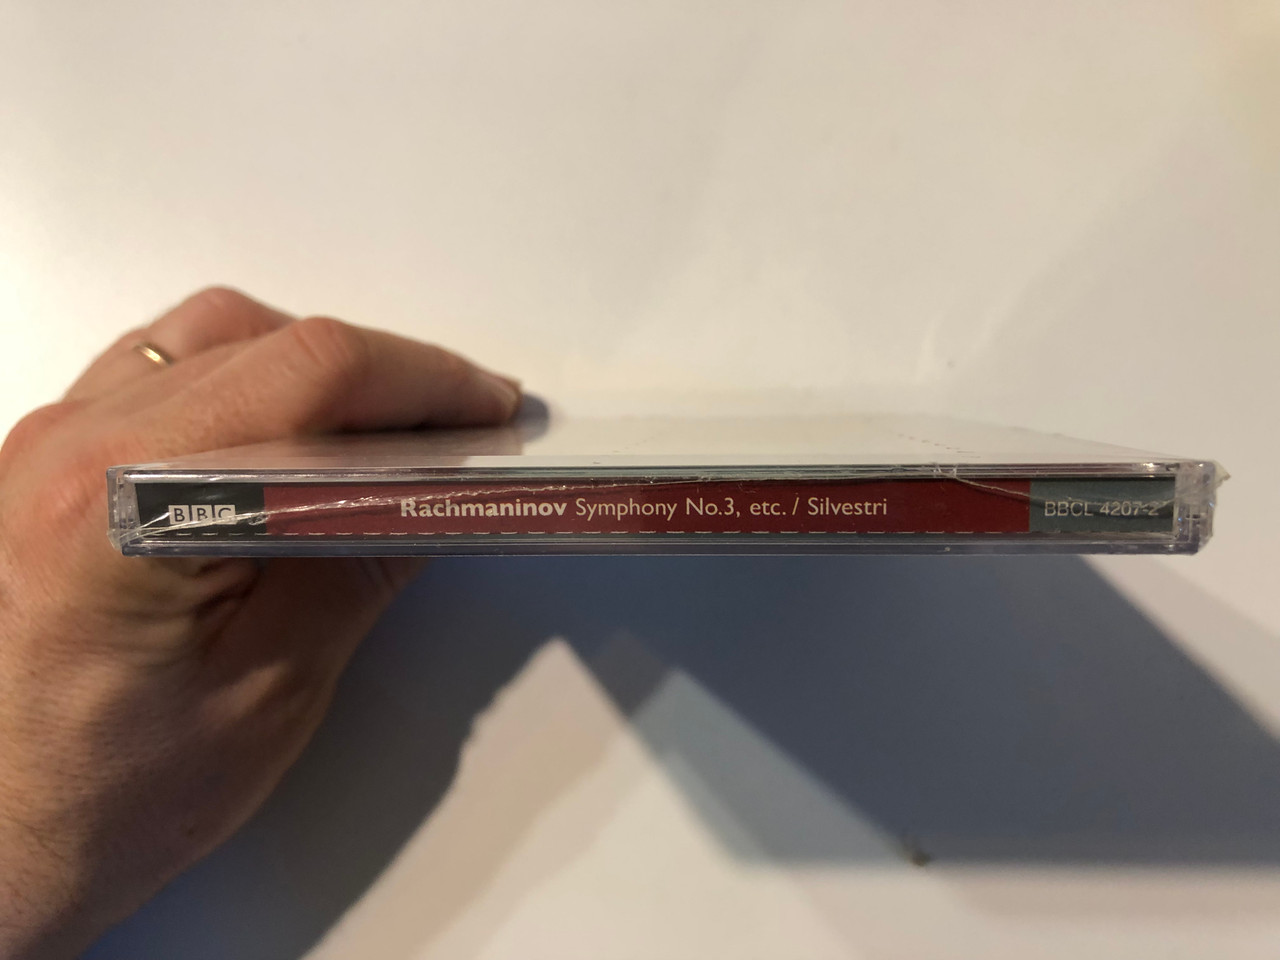 BBC Rachmaninov Symphony No.3, etc. / Silvestri BBCL 4207-2